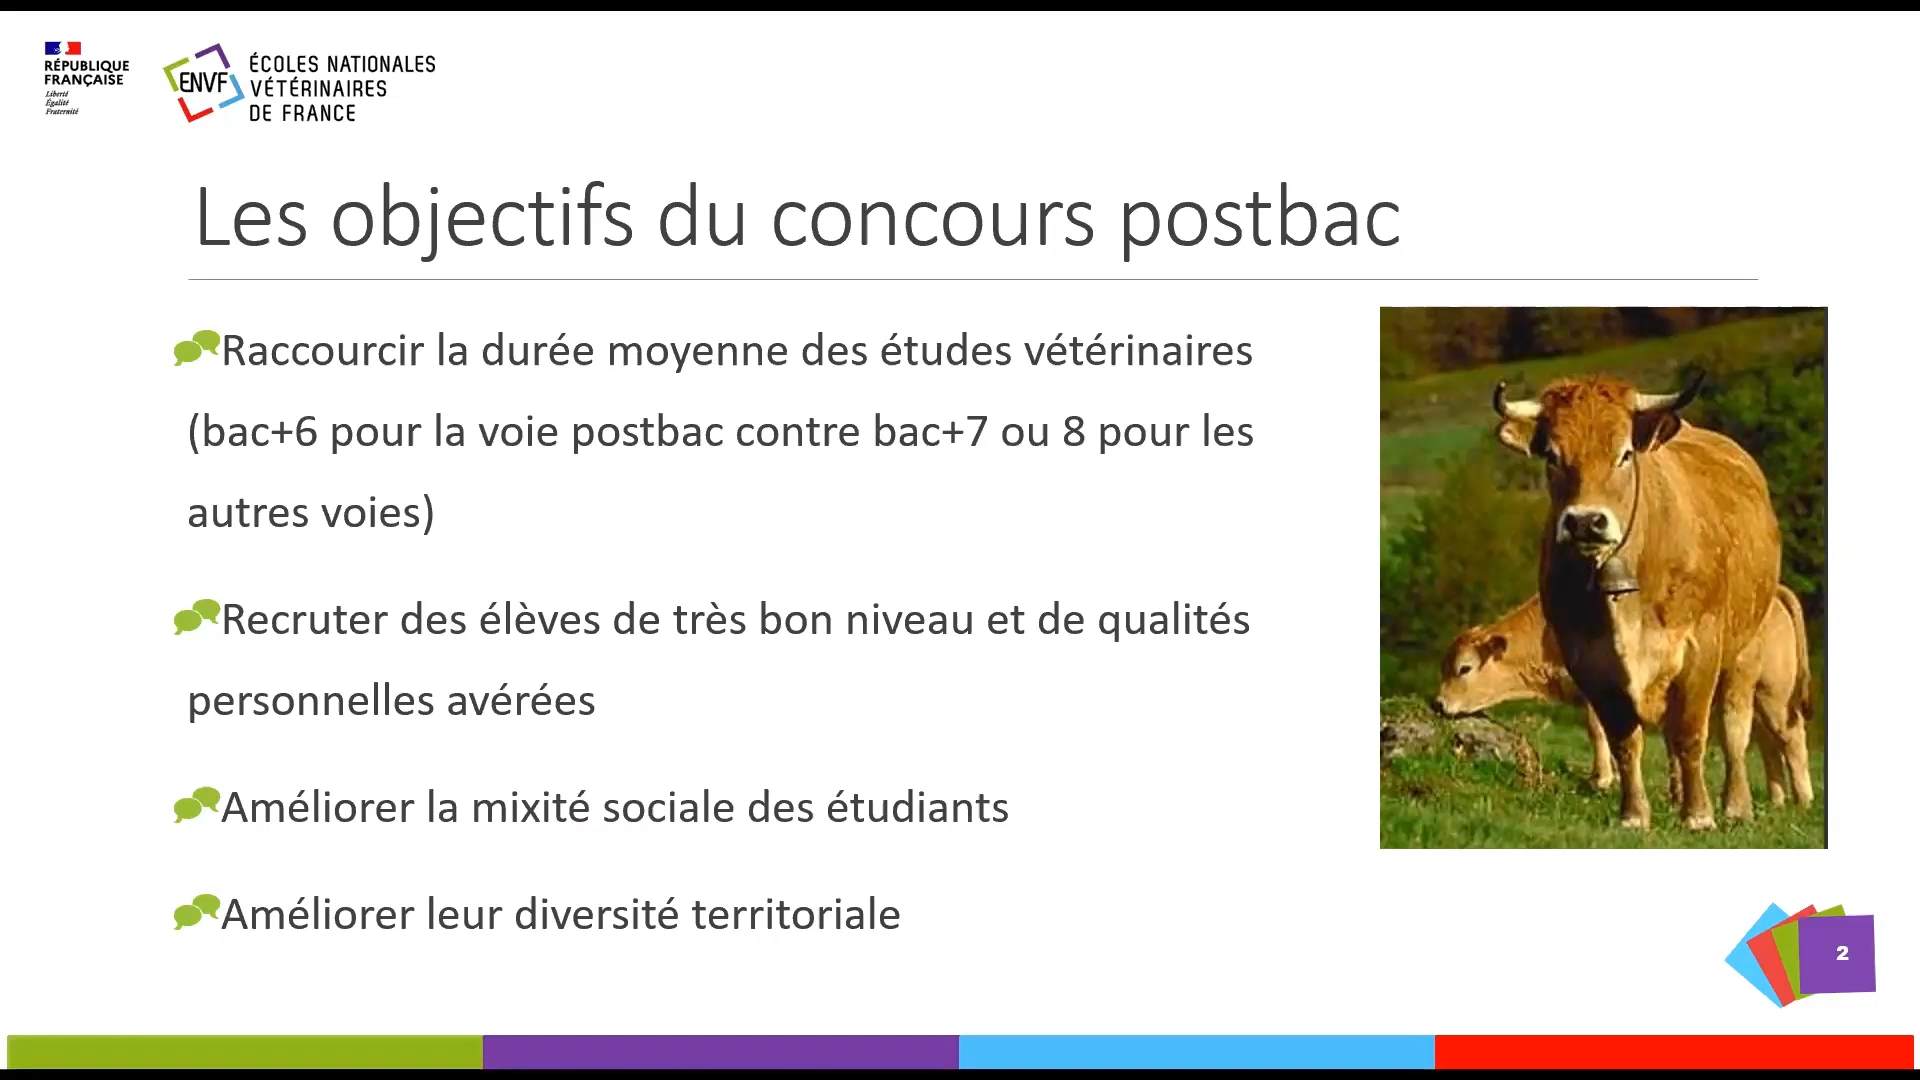 RÉPUBLIQUE
FRANÇAISE
Liberté
Égalité
Fraternité
ENVF
ÉCOLES NATIONALES
VÉTÉRINAIRES
DE FRANCE
Les objectifs du concours postbac
Raccourcir la durée moyenne des études vétérinaires
(bac+6 pour la voie postbac contre bac+7 ou 8 pour les
autres voies)
Recruter des élèves de très bon niveau et de qualités
personnelles avérées
Améliorer la mixité sociale des étudiants
Améliorer leur diversité territoriale
2